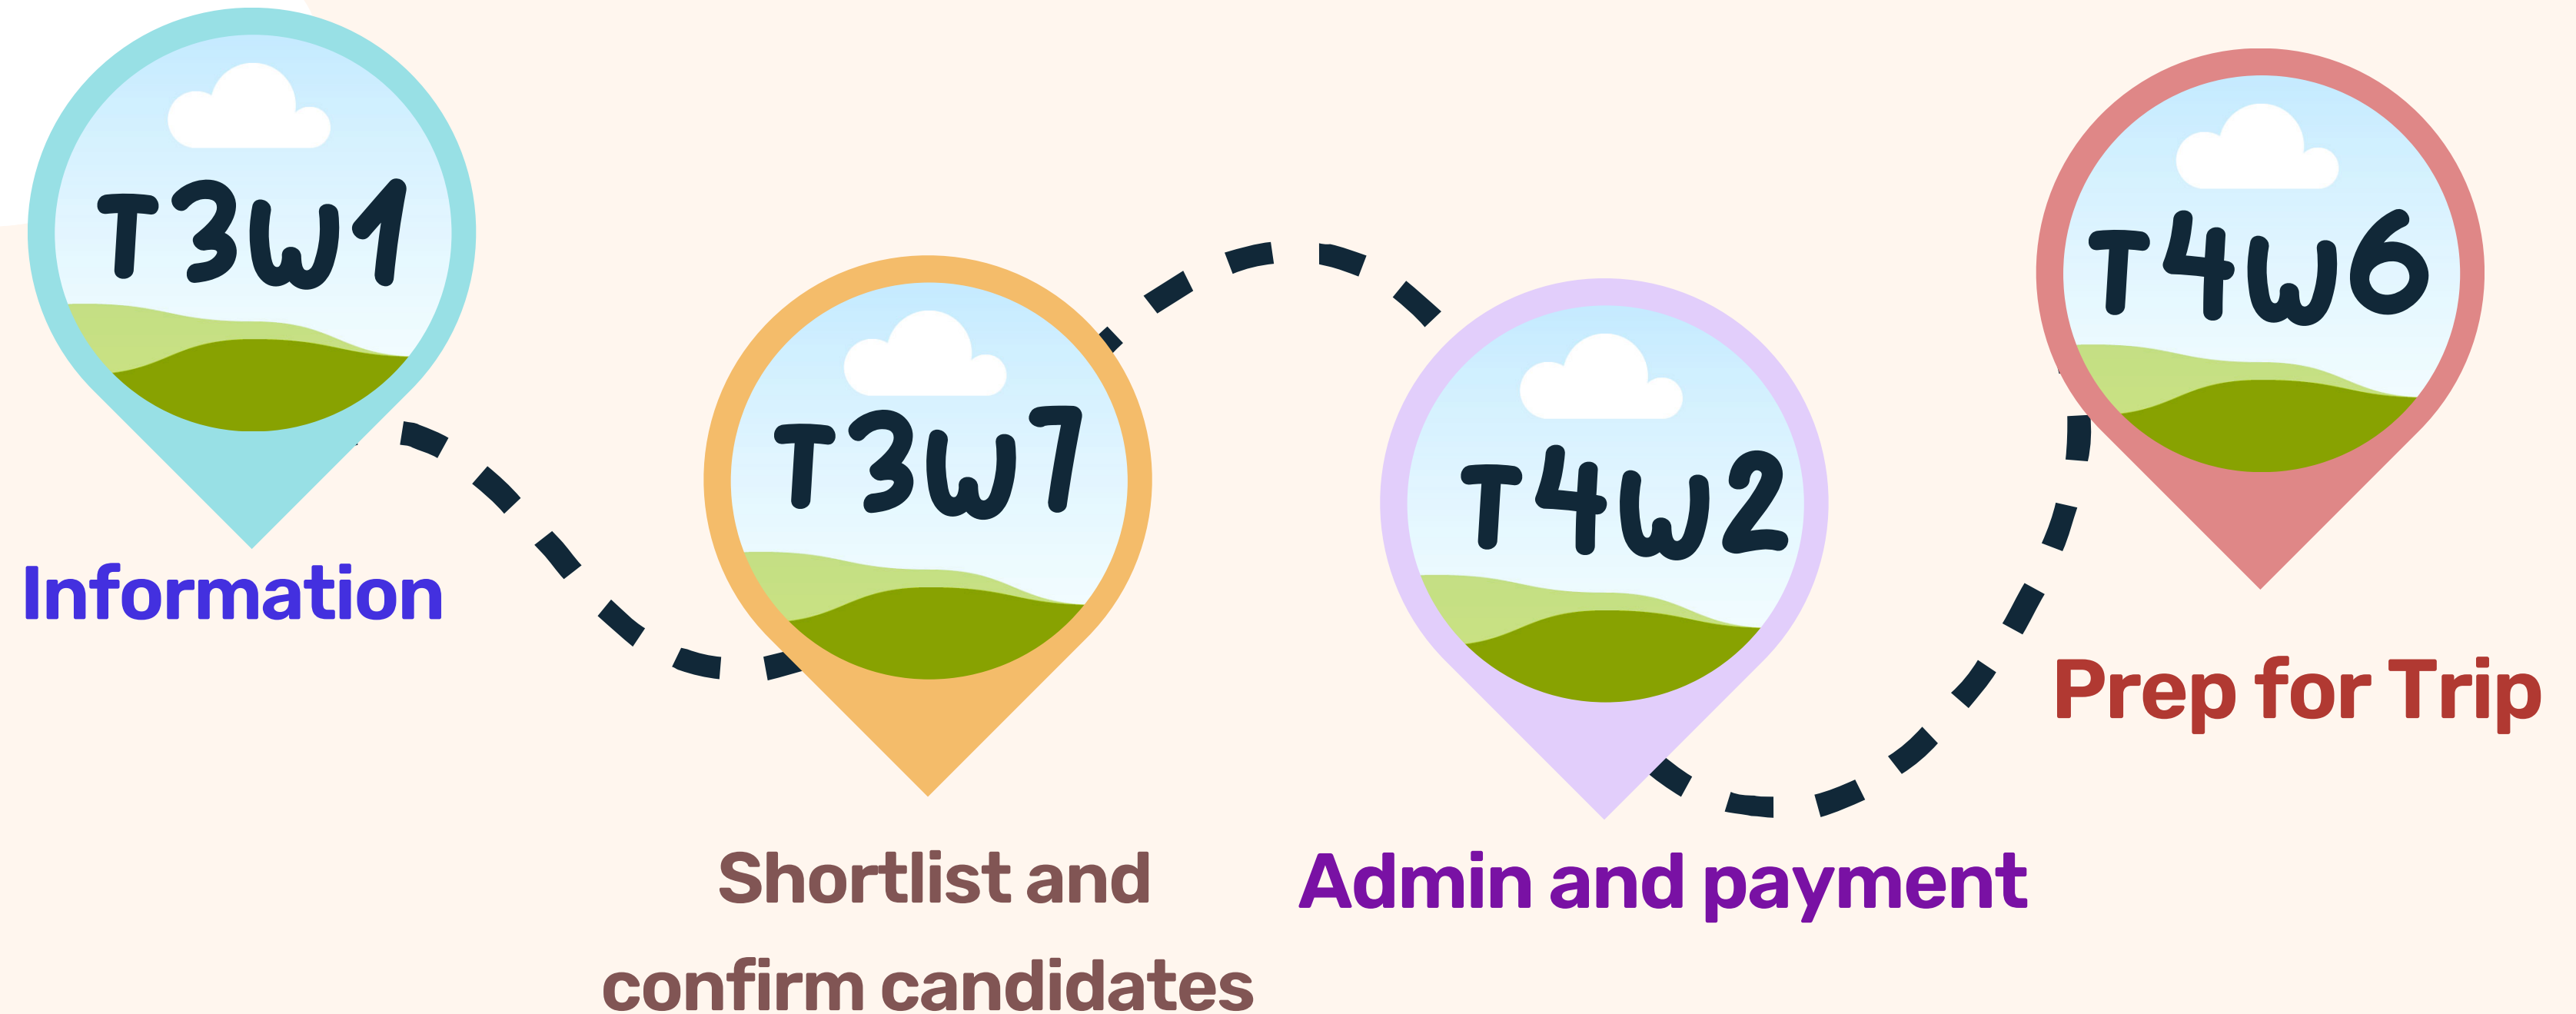 T3W1
Information
T3W7
Shortlist and
confirm candidates
T4W2
Admin and payment
T4W6
Prep for Trip